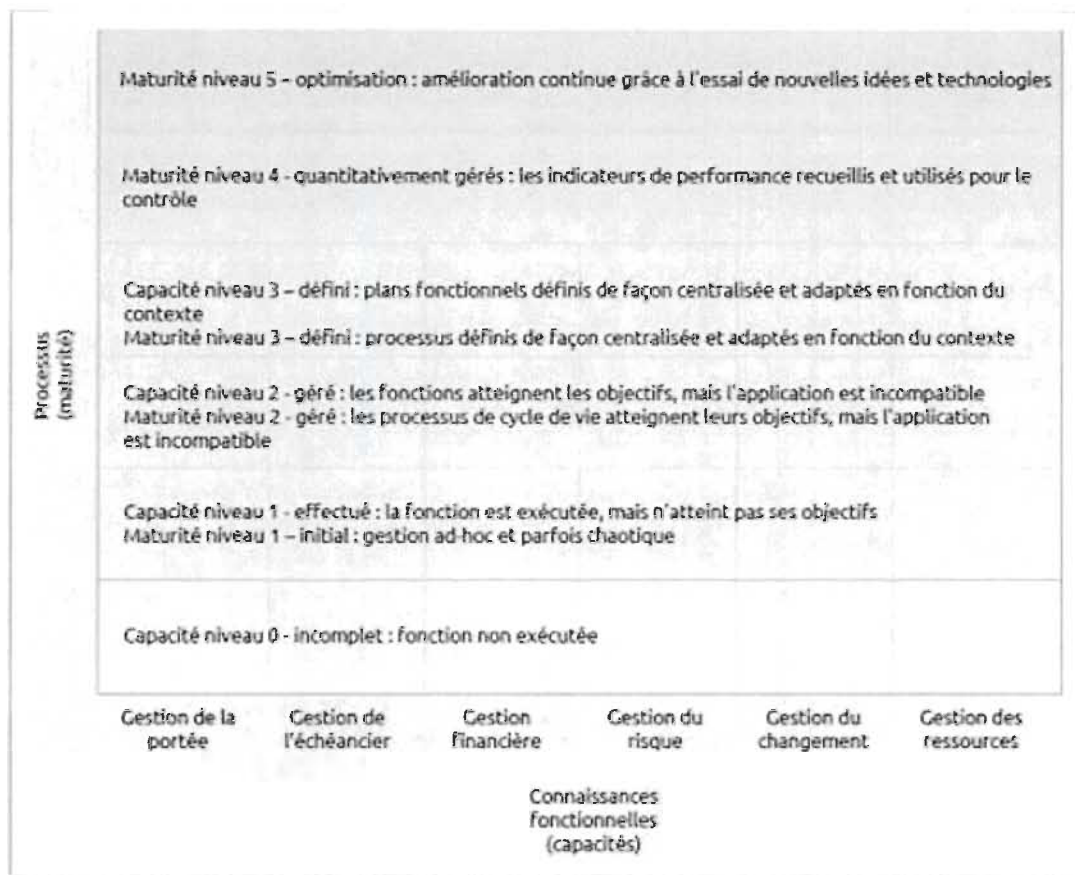 Maturité niveau 5 – optimisation : amélioration continue grâce à l'essai de nouvelles idées et technologies
Maturité niveau 4 - quantitativement gérés : les indicateurs de performance recueillis et utilisés pour le
contrôle
Capacité niveau 3 – défini : plans fonctionnels définis de façon centralisée et adaptés en fonction du
contexte
Maturité niveau 3 – défini : processus définis de façon centralisée et adaptés en fonction du contexte
Capacité niveau 2 - géré : les fonctions atteignent les objectifs, mais l'application est incompatible
Maturité niveau 2 - géré : les processus de cycle de vie atteignent leurs objectifs, mais l'application
est incompatible
Capacité niveau 1 - effectué : la fonction est exécutée, mais n'atteint pas ses objectifs
Maturité niveau 1 – initial : gestion ad-hoc et parfois chaotique
Capacité niveau 0 - incomplet : fonction non exécutée
Processus
(maturité)
Gestion de la
portée
Gestion de
l'échéancier
Gestion
financière
Gestion du
risque
Gestion du
changement
Gestion des
ressources
Connaissances
fonctionnelles
(capacités)